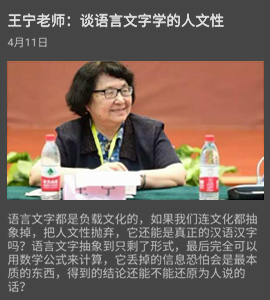 王宁老师：谈语言文字学的人文性
4月11日
语言文字都是负载文化的，如果我们连文化都抽
象掉，把人文性抛弃，它还能是真正的汉语汉字
吗？语言文字抽象到只剩了形式，最后完全可以
用数学公式来计算，它丢掉的信息恐怕会是最本
质的东西，得到的结论还能不能还原为人说的
话？